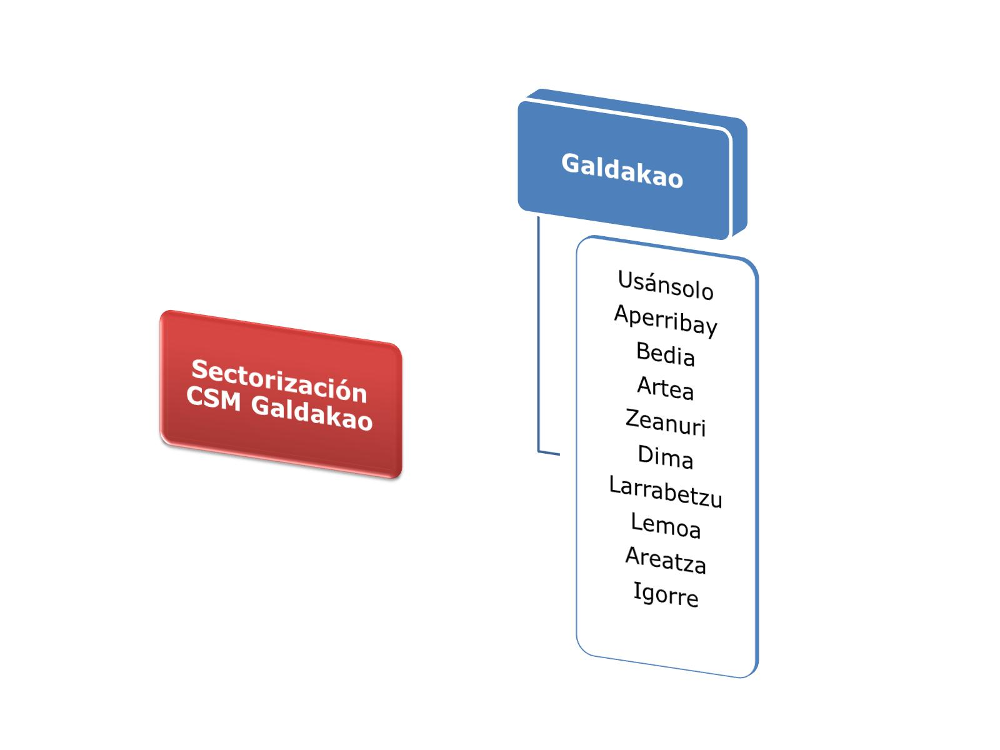 Galdakao
Usánsolo
Aperribay
Bedia
Artea
Zeanuri
Dima
Larrabetzu
Lemoa
Areatza
Igorre
Sectorización
CSM Galdakao